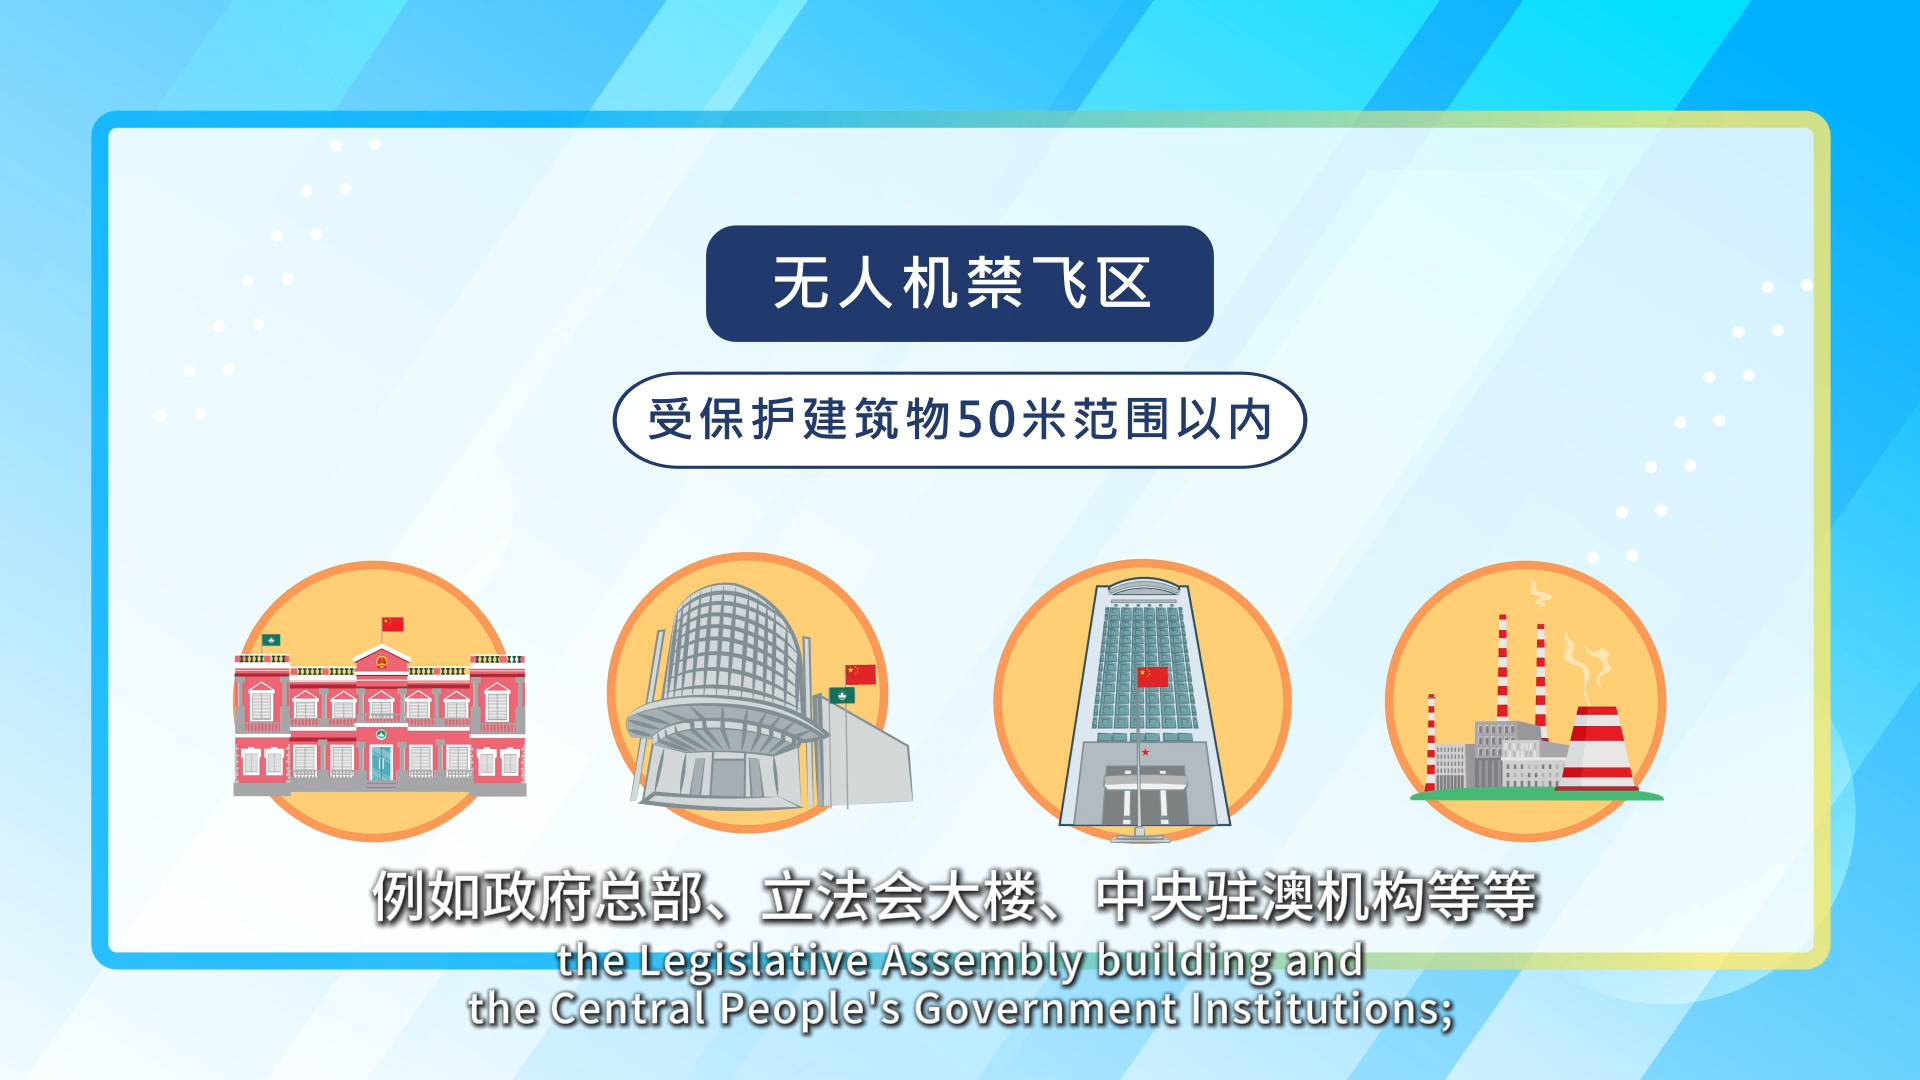 无人机禁飞区
受保护建筑物50米范围以内
例如政府总部、立法会大楼、中央驻澳机构等等
the Legislative Assembly building and
the Central People's Government Institutions;